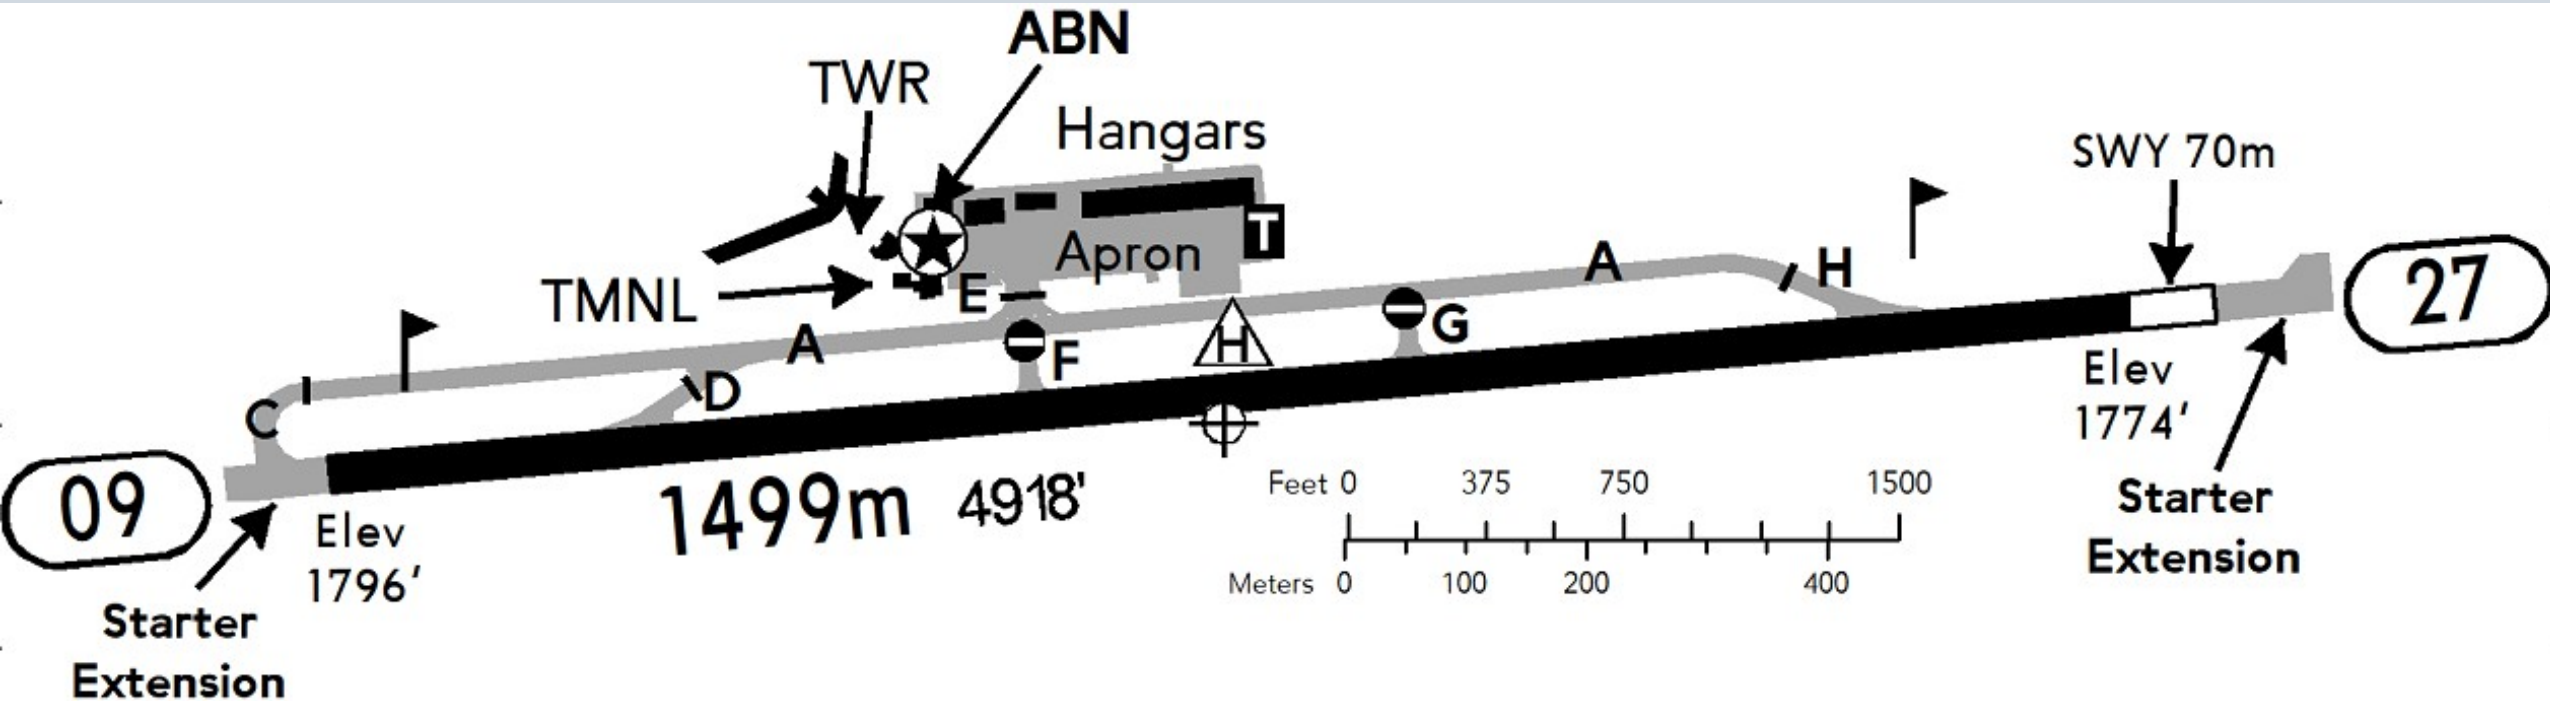 ABN
TWR
Hangars
SWY 70m
T
Apron
A
H
27
TMNL
E
G
A
F
H
D
C
Elev
1774'
09
1499m 4918'
Feet 0 375 750 1500
Meters 0 100 200 400
Elev
1796'
Starter
Extension
Starter
Extension